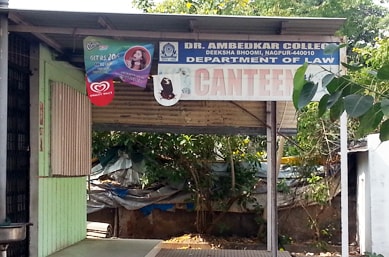 DR. AMBEDKAR COLLEGE
DEEKSHA BHOOMI, NAGPUR-440010
DEPARTMENT OF LAW
CANTEEN